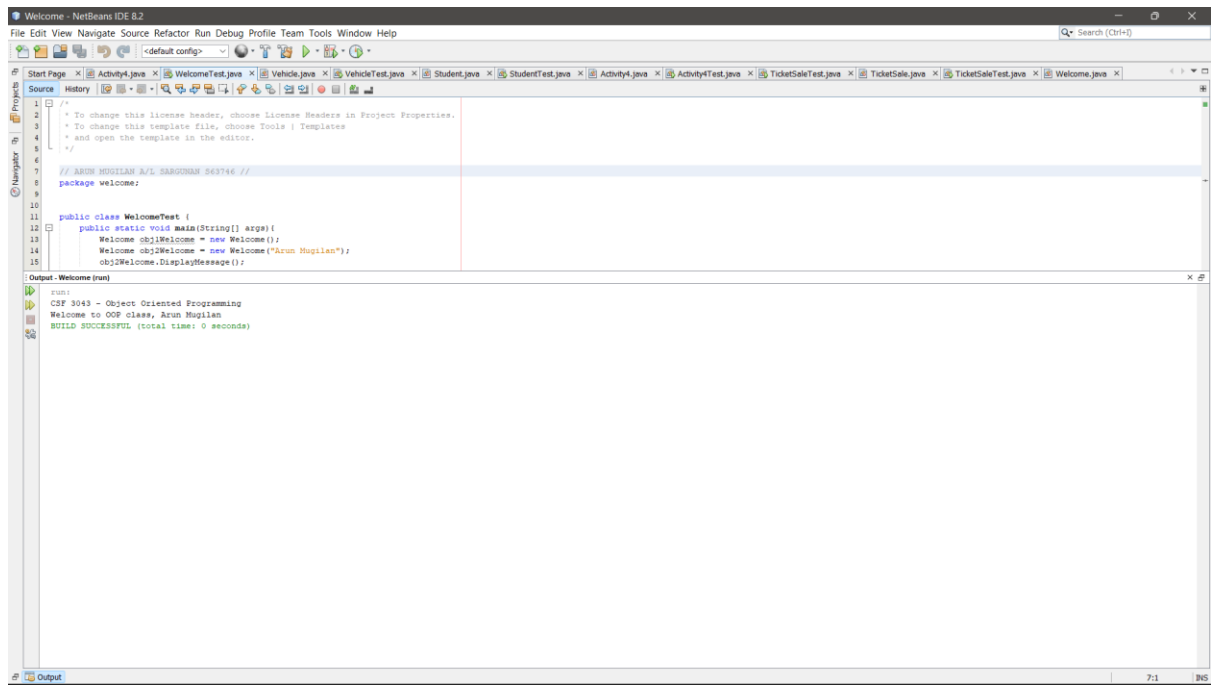 Welcome - NetBeans IDE 8.2
File Edit View Navigate Source Refactor Run Debug Profile Team Tools Window Help
Search (Ctrl+I)
<default config>
Start Page Activity4.java WelcomeTest.java Vehicle.java VehicleTest.java Student.java StudentTest.java Activity4.java Activity4Test.java TicketSaleTest.java TicketSale.java TicketSaleTest.java Welcome.java
Projects
Navigator
Source History
1 /*
2 * To change this license header, choose License Headers in Project Properties.
3 * To change this template file, choose Tools | Templates
4 * and open the template in the editor.
5 */
6
7 // ARUN MUGILAN A/L SARGUNAN S63746 //
8 package welcome;
9
10
11 public class WelcomeTest {
12 public static void main(String[] args){
13 Welcome obj1Welcome = new Welcome();
14 Welcome obj2Welcome = new Welcome("Arun Mugilan");
15 obj2Welcome.DisplayMessage();
Output - Welcome (run)
run:
CSF 3043 - Object Oriented Programming
Welcome to OOP class, Arun Mugilan
BUILD SUCCESSFUL (total time: 0 seconds)
Output
7:1 INS